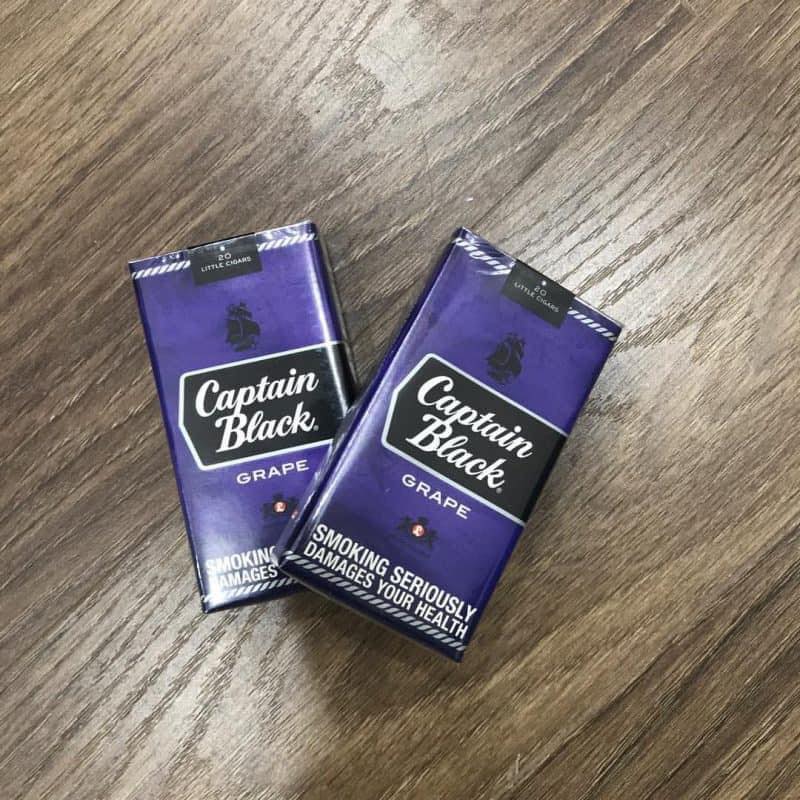 20
LITTLE CIGARS
Captain
Black®
GRAPE
SMOKING
DAMAGES
20
LITTLE CIGARS
Captain
Black®
GRAPE
SMOKING SERIOUSLY
DAMAGES YOUR HEALTH